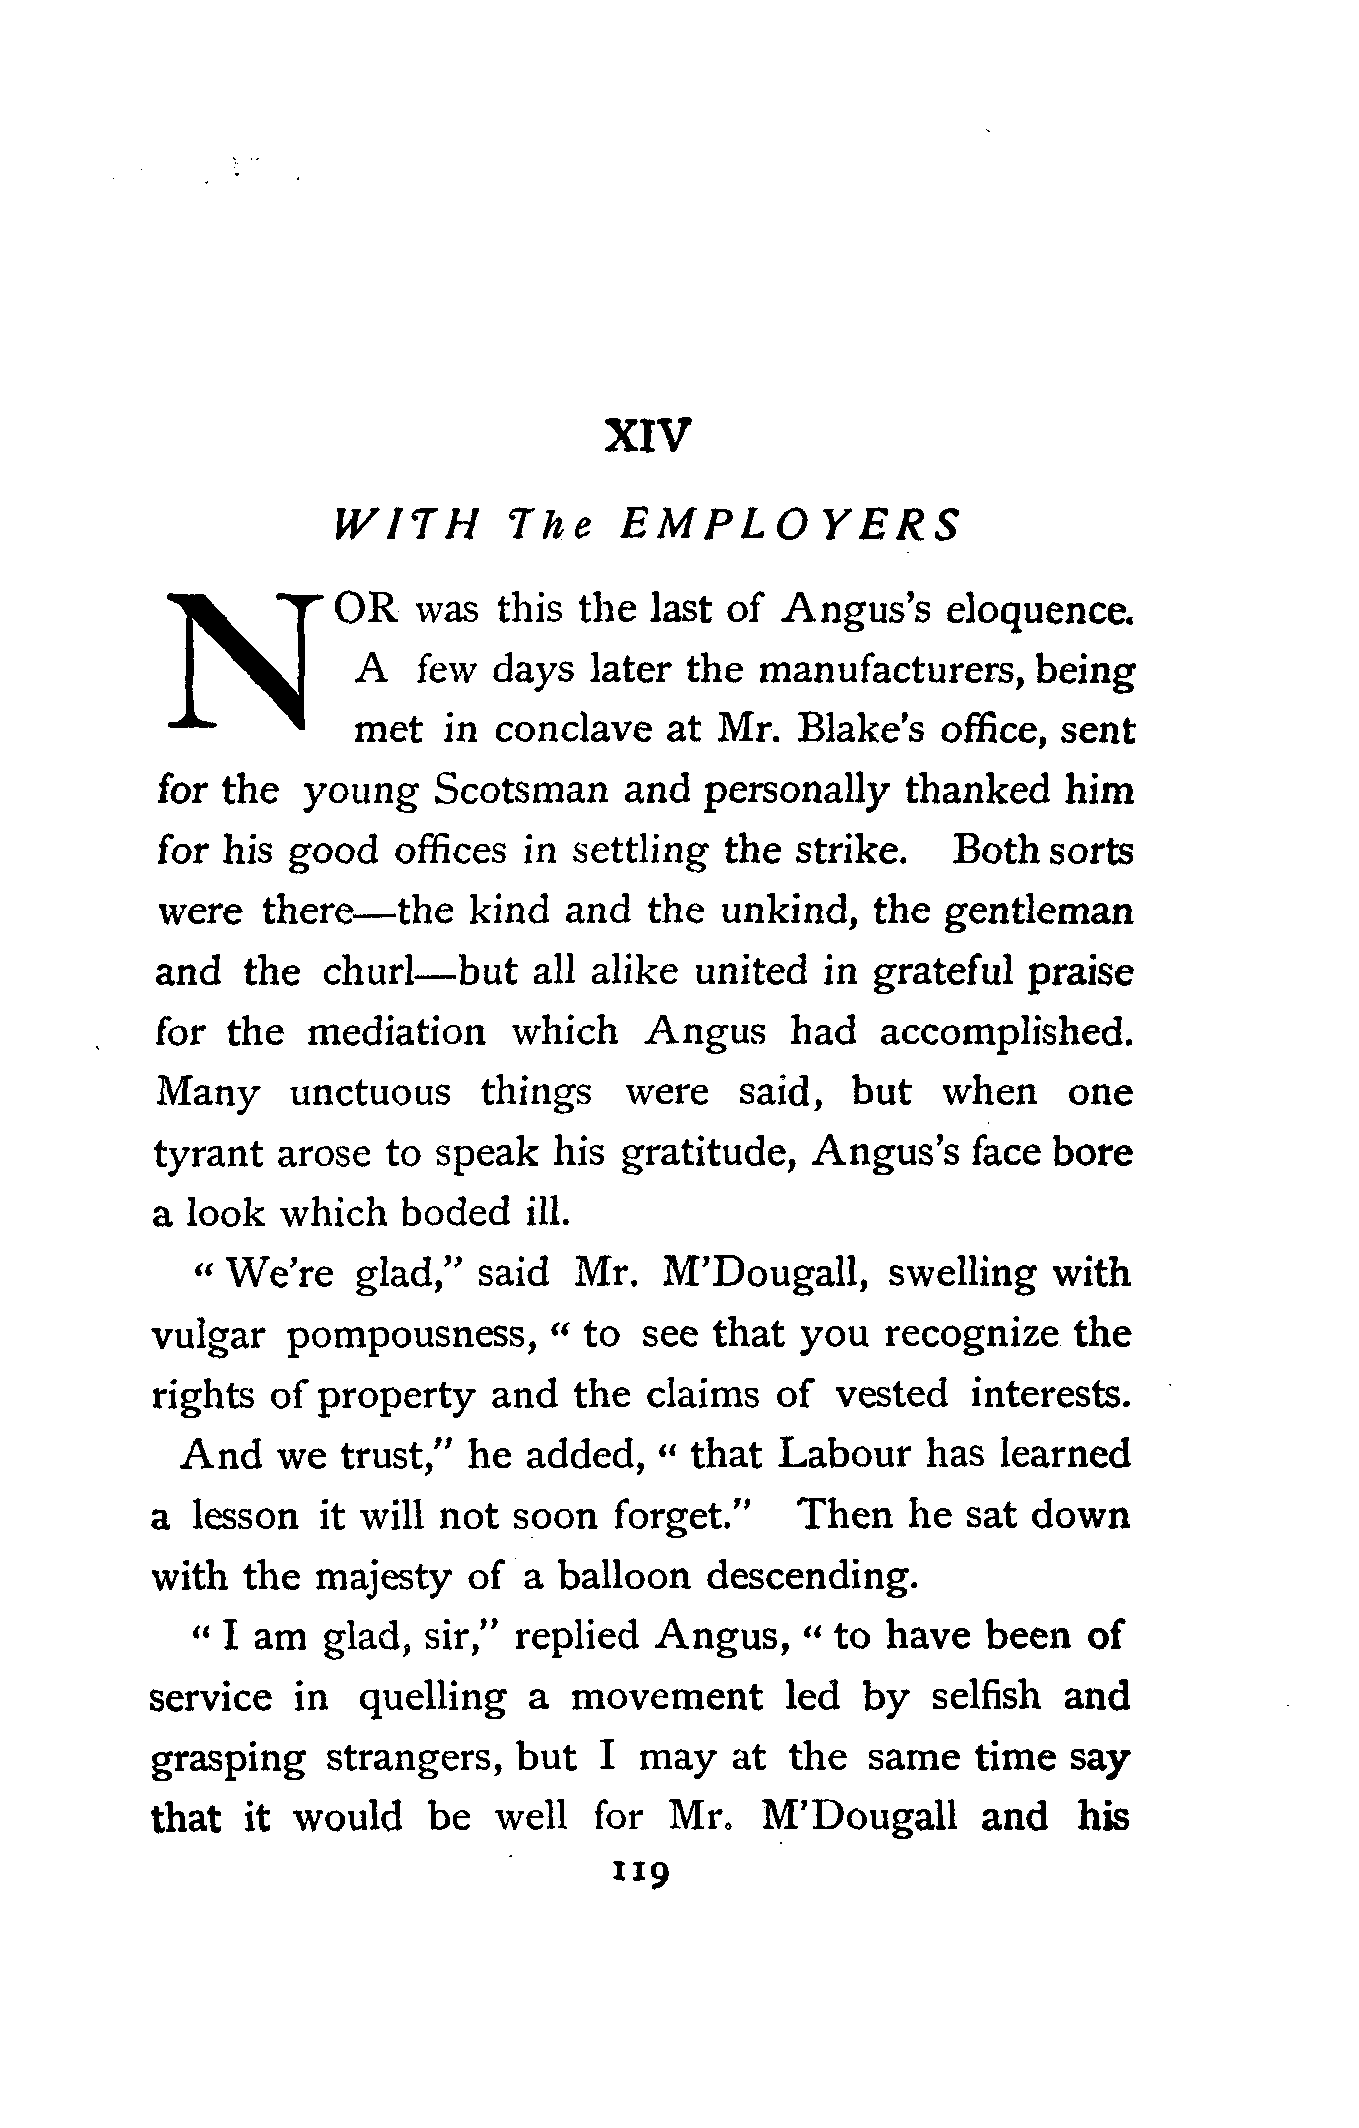 XIV
WITH The EMPLOYERS
NOR was this the last of Angus's eloquence.
A few days later the manufacturers, being
met in conclave at Mr. Blake's office, sent
for the young Scotsman and personally thanked him
for his good offices in settling the strike. Both sorts
were there—the kind and the unkind, the gentleman
and the churl—but all alike united in grateful praise
for the mediation which Angus had accomplished.
Many unctuous things were said, but when one
tyrant arose to speak his gratitude, Angus's face bore
a look which boded ill.
“ We're glad,” said Mr. M'Dougall, swelling with
vulgar pompousness, “ to see that you recognize the
rights of property and the claims of vested interests.
And we trust,” he added, “ that Labour has learned
a lesson it will not soon forget.” Then he sat down
with the majesty of a balloon descending.
“ I am glad, sir,” replied Angus, “ to have been of
service in quelling a movement led by selfish and
grasping strangers, but I may at the same time say
that it would be well for Mr. M'Dougall and his
119